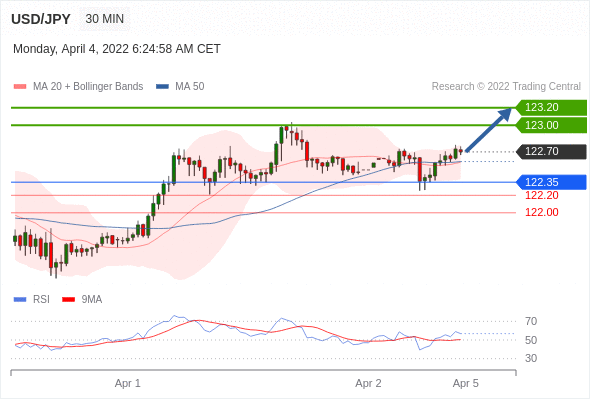 USD/JPY 30 MIN
Monday, April 4, 2022 6:24:58 AM CET
MA 20 + Bollinger Bands MA 50 Research © 2022 Trading Central
123.20
123.00
122.70
122.35
122.20
122.00
RSI 9MA
70
50
30
Apr 1 Apr 2 Apr 5